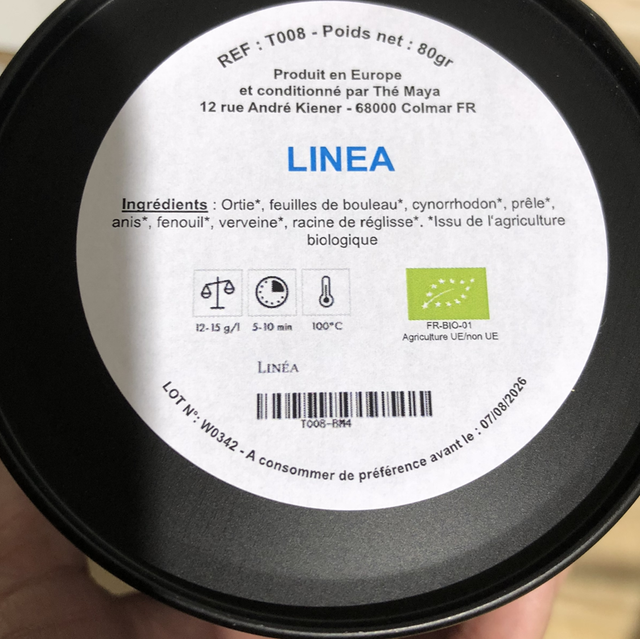 REF : T008 - Poids net : 80gr
Produit en Europe
et conditionné par Thé Maya
12 rue André Kiener - 68000 Colmar FR
LINEA
Ingrédients : Ortie*, feuilles de bouleau*, cynorrhodon*, prêle*,
anis*, fenouil*, verveine*, racine de réglisse*. *Issu de l'agriculture
biologique
12-15 g/l 5-10 min 100°C
FR-BIO-01
Agriculture UE/non UE
LINÉA
T008-BM4
LOT N°: W0342 - A consommer de préférence avant le : 07/08/2026